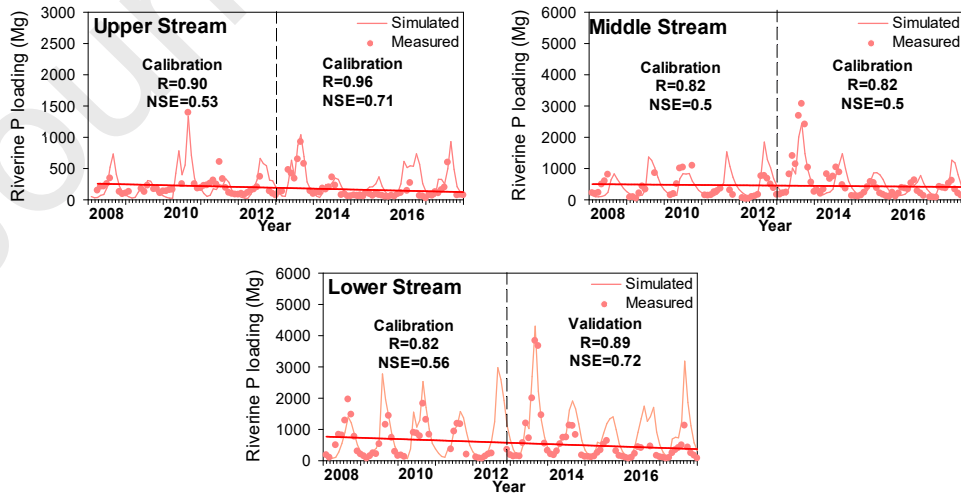 Upper Stream
Simulated
Measured
Calibration
R=0.90
NSE=0.53
Calibration
R=0.96
NSE=0.71
Riverine P loading (Mg)
3000
2500
2000
1500
1000
500
0
2008 2010 2012 2014 2016
Year
Middle Stream
Simulated
Measured
Calibration
R=0.82
NSE=0.5
Calibration
R=0.82
NSE=0.5
Riverine P loading (Mg)
6000
5000
4000
3000
2000
1000
0
2008 2010 2012 2014 2016
Year
Lower Stream
Simulated
Measured
Calibration
R=0.82
NSE=0.56
Validation
R=0.89
NSE=0.72
Riverine P loading (Mg)
6000
5000
4000
3000
2000
1000
0
2008 2010 2012 2014 2016
Year